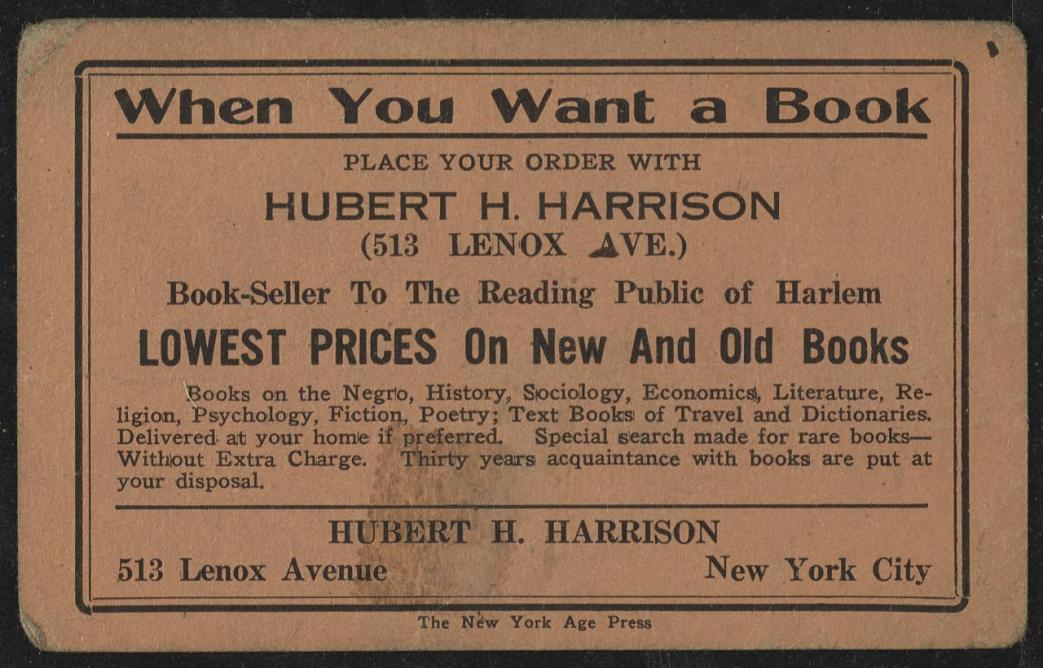 When You Want a Book
PLACE YOUR ORDER WITH
HUBERT H. HARRISON
(513 LENOX AVE.)
Book-Seller To The Reading Public of Harlem
LOWEST PRICES On New And Old Books
Books on the Negro, History, Sociology, Economics, Literature, Re-
ligion, Psychology, Fiction, Poetry; Text Books of Travel and Dictionaries.
Delivered at your home if preferred. Special search made for rare books—
Without Extra Charge. Thirty years acquaintance with books are put at
your disposal.
HUBERT H. HARRISON
513 Lenox Avenue New York City
The New York Age Press